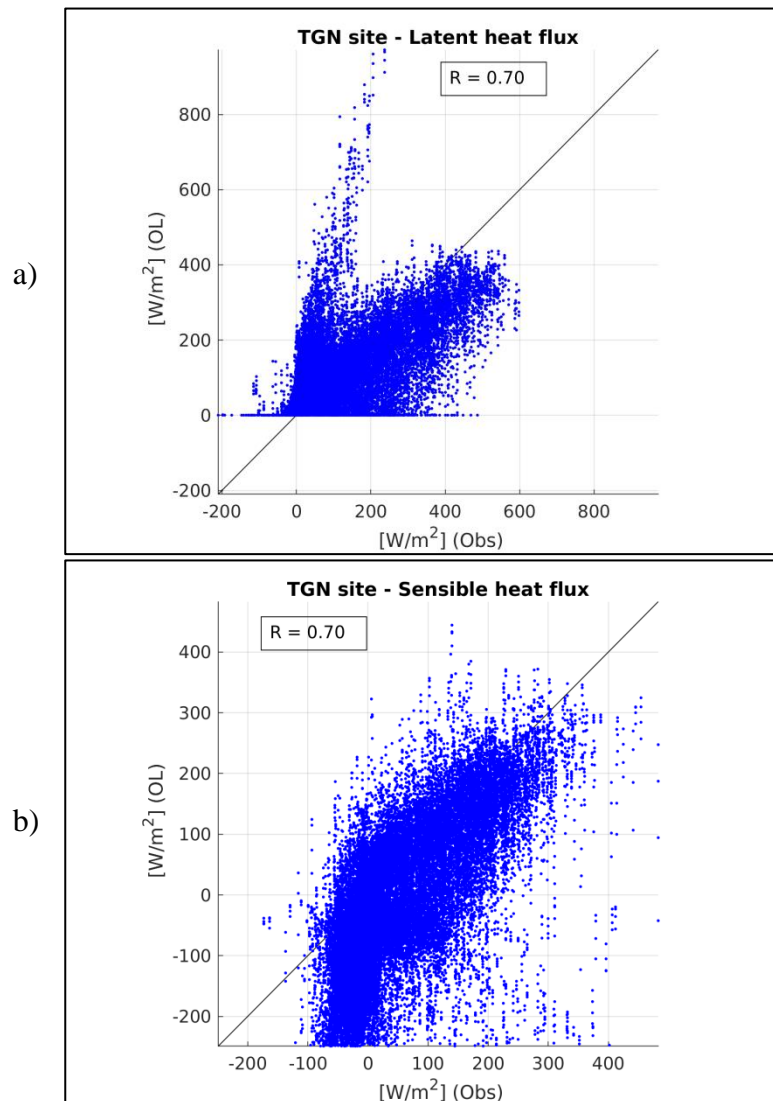 a)
TGN site - Latent heat flux
R = 0.70
800
600
400
200
0
-200
[W/m²] (OL)
-200 0 200 400 600 800
[W/m²] (Obs)
b)
TGN site - Sensible heat flux
R = 0.70
400
300
200
100
0
-100
-200
[W/m²] (OL)
-200 -100 0 100 200 300 400
[W/m²] (Obs)